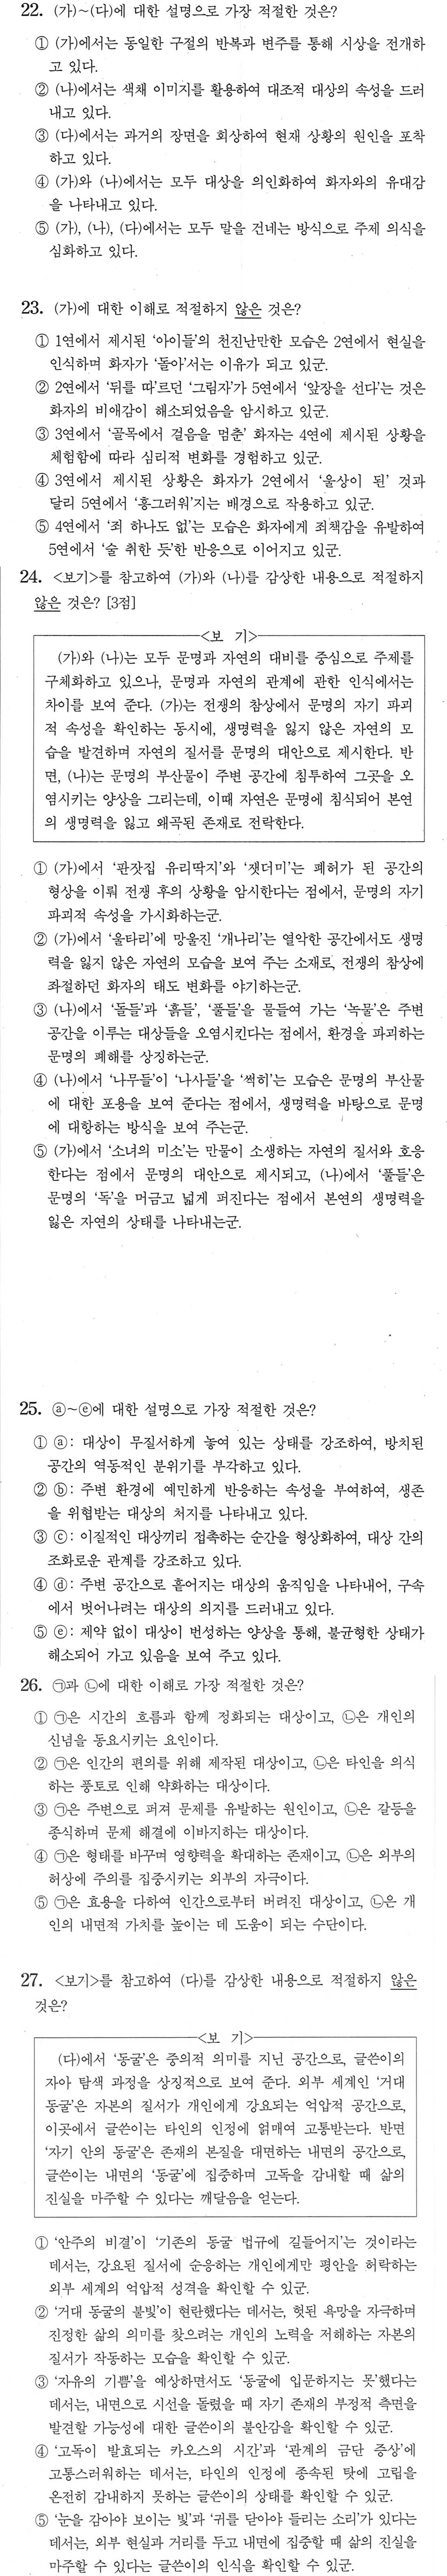 22. (가)~(다)에 대한 설명으로 가장 적절한 것은?
① (가)에서는 동일한 구절의 반복과 변주를 통해 시상을 전개하
고 있다.
② (나)에서는 색채 이미지를 활용하여 대조적 대상의 속성을 드러
내고 있다.
③ (다)에서는 과거의 장면을 회상하여 현재 상황의 원인을 포착
하고 있다.
④ (가)와 (나)에서는 모두 대상을 의인화하여 화자와의 유대감
을 나타내고 있다.
⑤ (가), (나), (다)에서는 모두 말을 건네는 방식으로 주제 의식을
심화하고 있다.
23. (가)에 대한 이해로 적절하지 않은 것은?
① 1연에서 제시된 '아이들'의 천진난만한 모습은 2연에서 현실을
인식하며 화자가 '돌아'서는 이유가 되고 있군.
② 2연에서 '뒤를 따'르던 '그림자'가 5연에서 '앞장을 선다'는 것은
화자의 비애감이 해소되었음을 암시하고 있군.
③ 3연에서 '골목에서 걸음을 멈춘' 화자는 4연에 제시된 상황을
체험함에 따라 심리적 변화를 경험하고 있군.
④ 3연에서 제시된 상황은 화자가 2연에서 '울상이 된' 것과
달리 5연에서 '흥그러워'지는 배경으로 작용하고 있군.
⑤ 4연에서 '죄 하나도 없'는 모습은 화자에게 죄책감을 유발하여
5연에서 '술 취한 듯'한 반응으로 이어지고 있군.
24. <보기>를 참고하여 (가)와 (나)를 감상한 내용으로 적절하지
않은 것은? [3점]
<보 기>
(가)와 (나)는 모두 문명과 자연의 대비를 중심으로 주제를
구체화하고 있으나, 문명과 자연의 관계에 관한 인식에서는
차이를 보여 준다. (가)는 전쟁의 참상에서 문명의 자기 파괴
적 속성을 확인하는 동시에, 생명력을 잃지 않은 자연의 모
습을 발견하며 자연의 질서를 문명의 대안으로 제시한다. 반
면, (나)는 문명의 부산물이 주변 공간에 침투하여 그곳을 오
염시키는 양상을 그리는데, 이때 자연은 문명에 침식되어 본연
의 생명력을 잃고 왜곡된 존재로 전락한다.
① (가)에서 '판잣집 유리딱지'와 '잿더미'는 폐허가 된 공간의
형상을 이뤄 전쟁 후의 상황을 암시한다는 점에서, 문명의 자기
파괴적 속성을 가시화하는군.
② (가)에서 '울타리'에 망울진 '개나리'는 열악한 공간에서도 생명
력을 잃지 않은 자연의 모습을 보여 주는 소재로, 전쟁의 참상에
좌절하던 화자의 태도 변화를 야기하는군.
③ (나)에서 '돌들'과 '흙들', '풀들'을 물들여 가는 '녹물'은 주변
공간을 이루는 대상들을 오염시킨다는 점에서, 환경을 파괴하는
문명의 폐해를 상징하는군.
④ (나)에서 '나무들'이 '나사들'을 '썩히'는 모습은 문명의 부산물
에 대한 포용을 보여 준다는 점에서, 생명력을 바탕으로 문명
에 대항하는 방식을 보여 주는군.
⑤ (가)에서 '소녀의 미소'는 만물이 소생하는 자연의 질서와 호응
한다는 점에서 문명의 대안으로 제시되고, (나)에서 '풀들'은
문명의 '독'을 머금고 넓게 퍼진다는 점에서 본연의 생명력을
잃은 자연의 상태를 나타내는군.
25. ⓐ~ⓔ에 대한 설명으로 가장 적절한 것은?
① ⓐ: 대상이 무질서하게 놓여 있는 상태를 강조하여, 방치된
공간의 역동적인 분위기를 부각하고 있다.
② ⓑ: 주변 환경에 예민하게 반응하는 속성을 부여하여, 생존
을 위협받는 대상의 처지를 나타내고 있다.
③ ⓒ: 이질적인 대상끼리 접촉하는 순간을 형상화하여, 대상 간의
조화로운 관계를 강조하고 있다.
④ ⓓ: 주변 공간으로 흩어지는 대상의 움직임을 나타내어, 구속
에서 벗어나려는 대상의 의지를 드러내고 있다.
⑤ ⓔ: 제약 없이 대상이 번성하는 양상을 통해, 불균형한 상태가
해소되어 가고 있음을 보여 주고 있다.
26. ㉠과 ㉡에 대한 이해로 가장 적절한 것은?
① ㉠은 시간의 흐름과 함께 정화되는 대상이고, ㉡은 개인의
신념을 동요시키는 요인이다.
② ㉠은 인간의 편의를 위해 제작된 대상이고, ㉡은 타인을 의식
하는 풍토로 인해 약화하는 대상이다.
③ ㉠은 주변으로 퍼져 문제를 유발하는 원인이고, ㉡은 갈등을
종식하며 문제 해결에 이바지하는 대상이다.
④ ㉠은 형태를 바꾸며 영향력을 확대하는 존재이고, ㉡은 외부의
허상에 주의를 집중시키는 외부의 자극이다.
⑤ ㉠은 효용을 다하여 인간으로부터 버려진 대상이고, ㉡은 개
인의 내면적 가치를 높이는 데 도움이 되는 수단이다.
27. <보기>를 참고하여 (다)를 감상한 내용으로 적절하지 않은
것은?
<보 기>
(다)에서 '동굴'은 중의적 의미를 지닌 공간으로, 글쓴이의
자아 탐색 과정을 상징적으로 보여 준다. 외부 세계인 '거대
동굴'은 자본의 질서가 개인에게 강요되는 억압적 공간으로,
이곳에서 글쓴이는 타인의 인정에 얽매여 고통받는다. 반면
'자기 안의 동굴'은 존재의 본질을 대면하는 내면의 공간으로,
글쓴이는 내면의 '동굴'에 집중하며 고독을 감내할 때 삶의
진실을 마주할 수 있다는 깨달음을 얻는다.
① '안주의 비결'이 '기존의 동굴 법규에 길들어지'는 것이라는
데서는, 강요된 질서에 순응하는 개인에게만 평안을 허락하는
외부 세계의 억압적 성격을 확인할 수 있군.
② '거대 동굴의 불빛'이 현란했다는 데서는, 헛된 욕망을 자극하며
진정한 삶의 의미를 찾으려는 개인의 노력을 저해하는 자본의
질서가 작동하는 모습을 확인할 수 있군.
③ '자유의 기쁨'을 예상하면서도 '동굴에 입문하지는 못'했다는
데서는, 내면으로 시선을 돌렸을 때 자기 존재의 부정적 측면을
발견할 가능성에 대한 글쓴이의 불안감을 확인할 수 있군.
④ '고독이 발효되는 카오스의 시간'과 '관계의 금단 증상'에
고통스러워하는 데서는, 타인의 인정에 종속된 탓에 고립을
온전히 감내하지 못하는 글쓴이의 상태를 확인할 수 있군.
⑤ '눈을 감아야 보이는 빛'과 '귀를 닫아야 들리는 소리'가 있다는
데서는, 외부 현실과 거리를 두고 내면에 집중할 때 삶의 진실을
마주할 수 있다는 글쓴이의 인식을 확인할 수 있군.